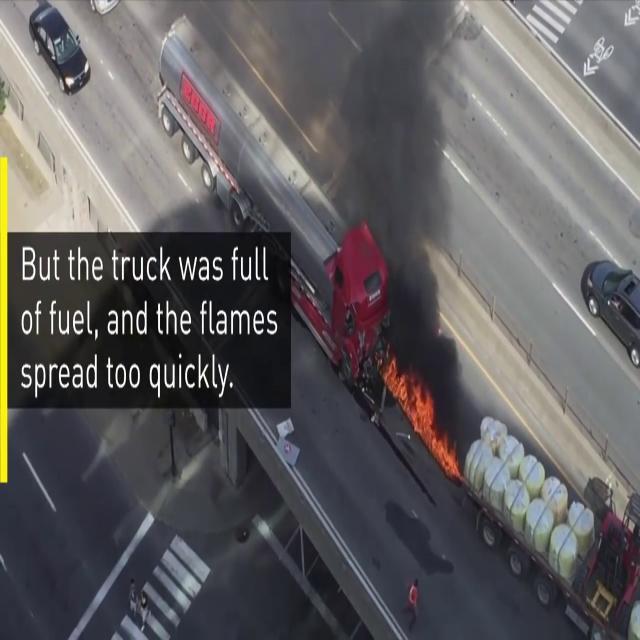 But the truck was full
of fuel, and the flames
spread too quickly.